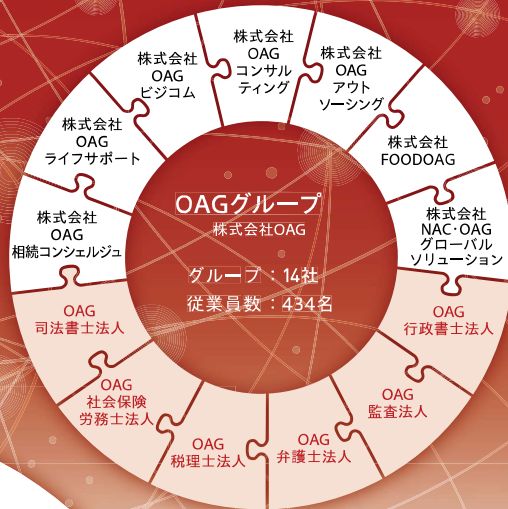 株式会社
OAG
コンサル
ティング
株式会社
OAG
アウト
ソーシング
株式会社
FOODOAG
株式会社
NAC・OAG
グローバル
ソリューション
OAG
行政書士法人
OAG
監査法人
OAG
弁護士法人
OAG
税理士法人
OAG
社会保険
労務士法人
OAG
司法書士法人
株式会社
OAG
相続コンシェルジュ
株式会社
OAG
ライフサポート
株式会社
OAG
ビジコム
OAGグループ
株式会社OAG
グループ：14社
従業員数：434名